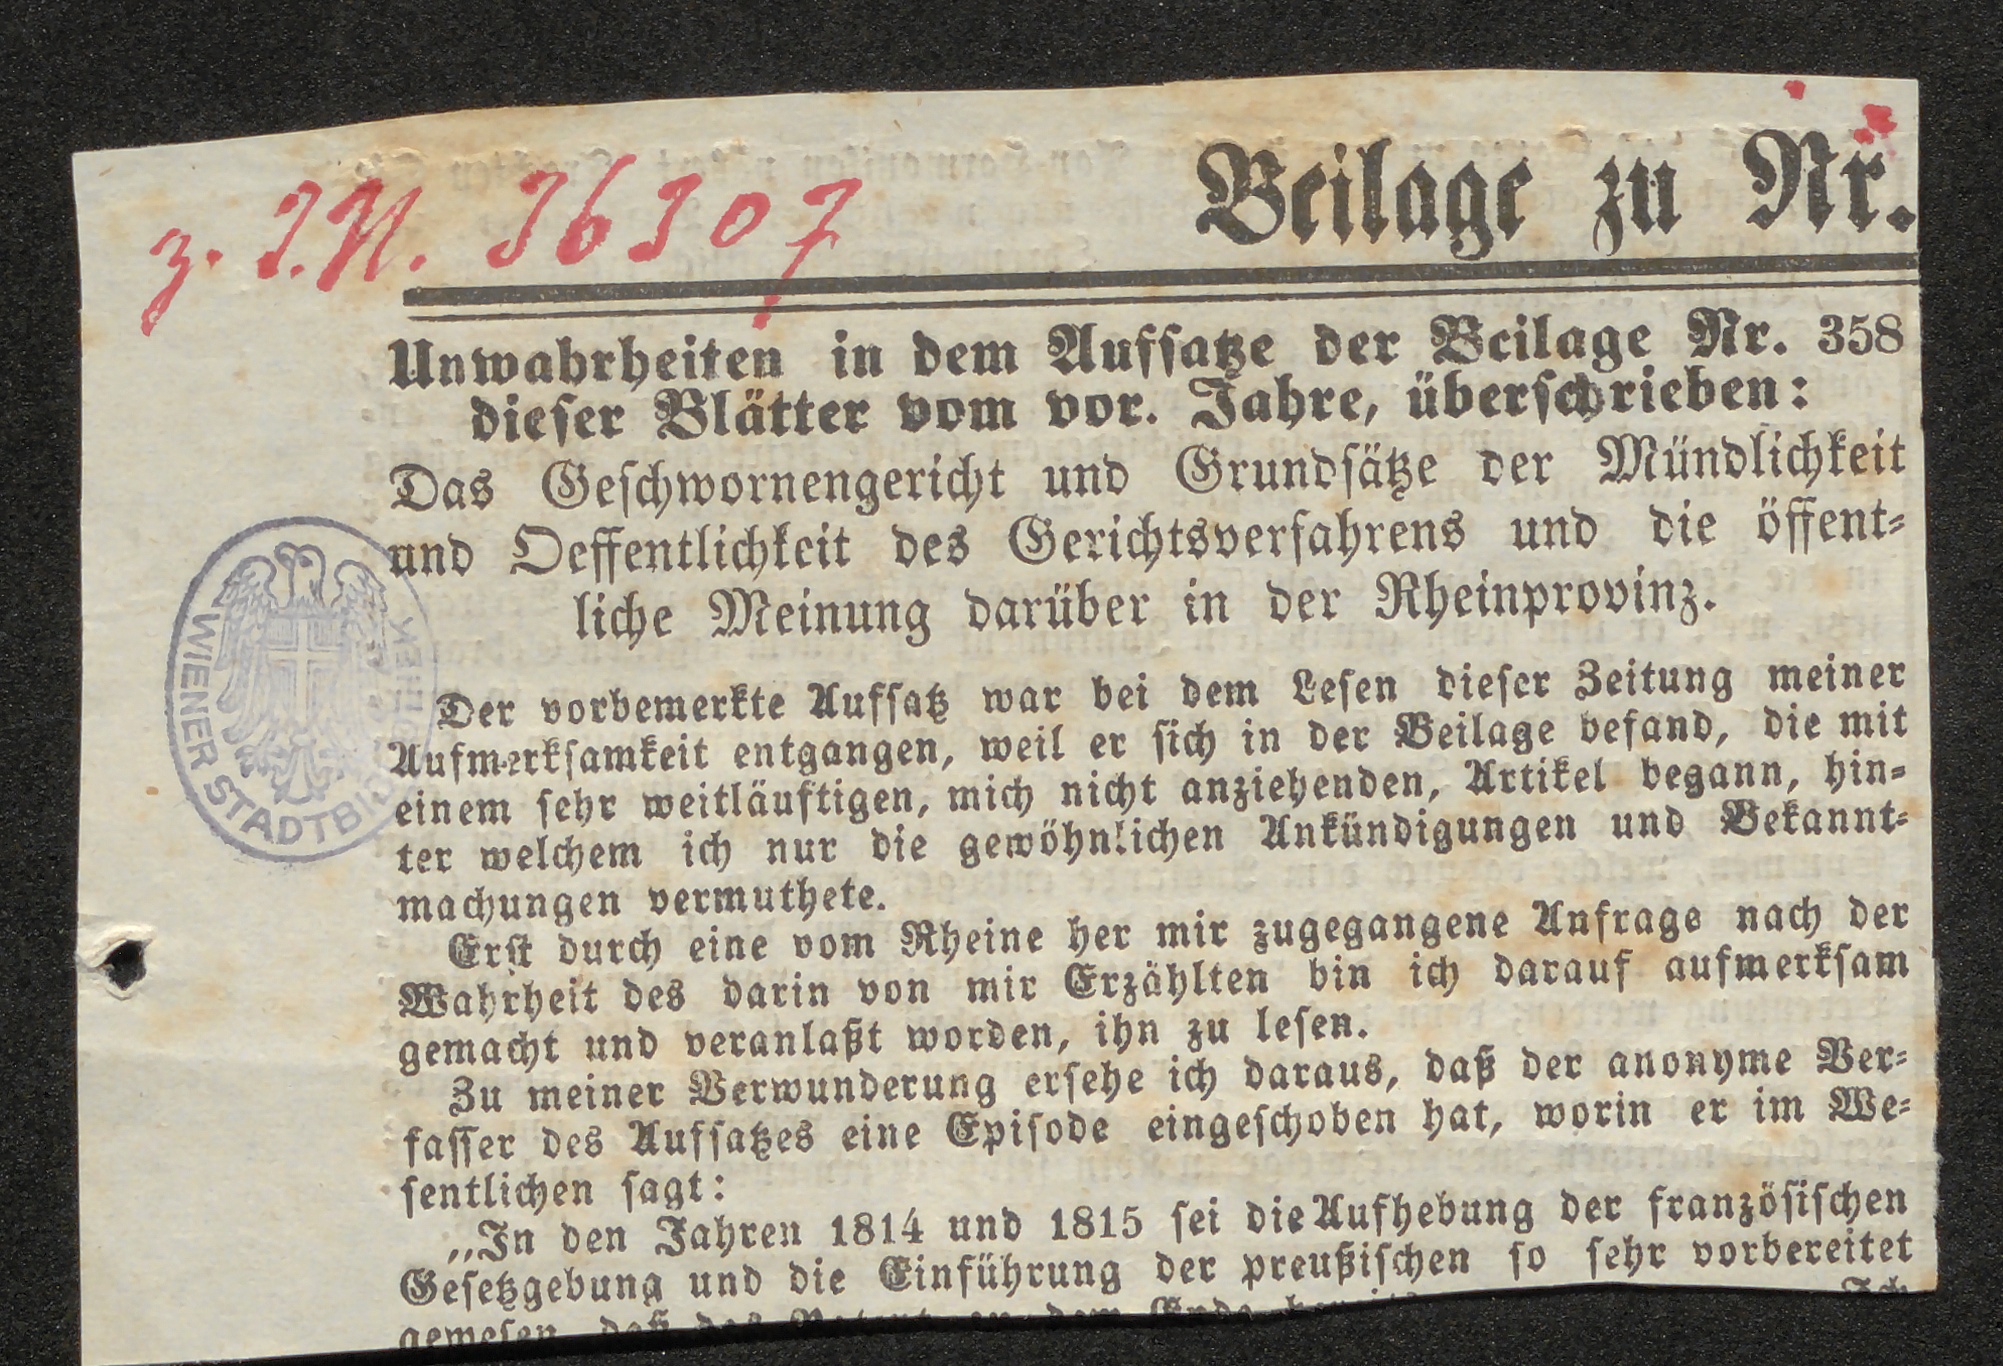 z. I.N. 36307
Beilage zu Nr.
Unwahrheiten in dem Aufsatze der Beilage Nr. 358
dieser Blätter vom vor. Jahre, überschrieben:
Das Geschwornengericht und Grundsätze der Mündlichkeit
und Oeffentlichkeit des Gerichtsverfahrens und die öffent-
liche Meinung darüber in der Rheinprovinz.
WIENER STADTBI
Der vorbemerkte Aufsatz war bei dem Lesen dieser Zeitung meiner
Aufmerksamkeit entgangen, weil er sich in der Beilage befand, die mit
einem sehr weitläuftigen, mich nicht anziehenden, Artikel begann, hin-
ter welchem ich nur die gewöhnlichen Ankündigungen und Bekannt-
machungen vermuthete.
Erst durch eine vom Rheine her mir zugegangene Anfrage nach der
Wahrheit des darin von mir Erzählten bin ich darauf aufmerksam
gemacht und veranlaßt worden, ihn zu lesen.
Zu meiner Verwunderung ersehe ich daraus, daß der anonyme Ver-
fasser des Aufsatzes eine Episode eingeschoben hat, worin er im We-
sentlichen sagt:
„In den Jahren 1814 und 1815 sei die Aufhebung der französischen
Gesetzgebung und die Einführung der preußischen so sehr vorbereitet
gewesen, daß das